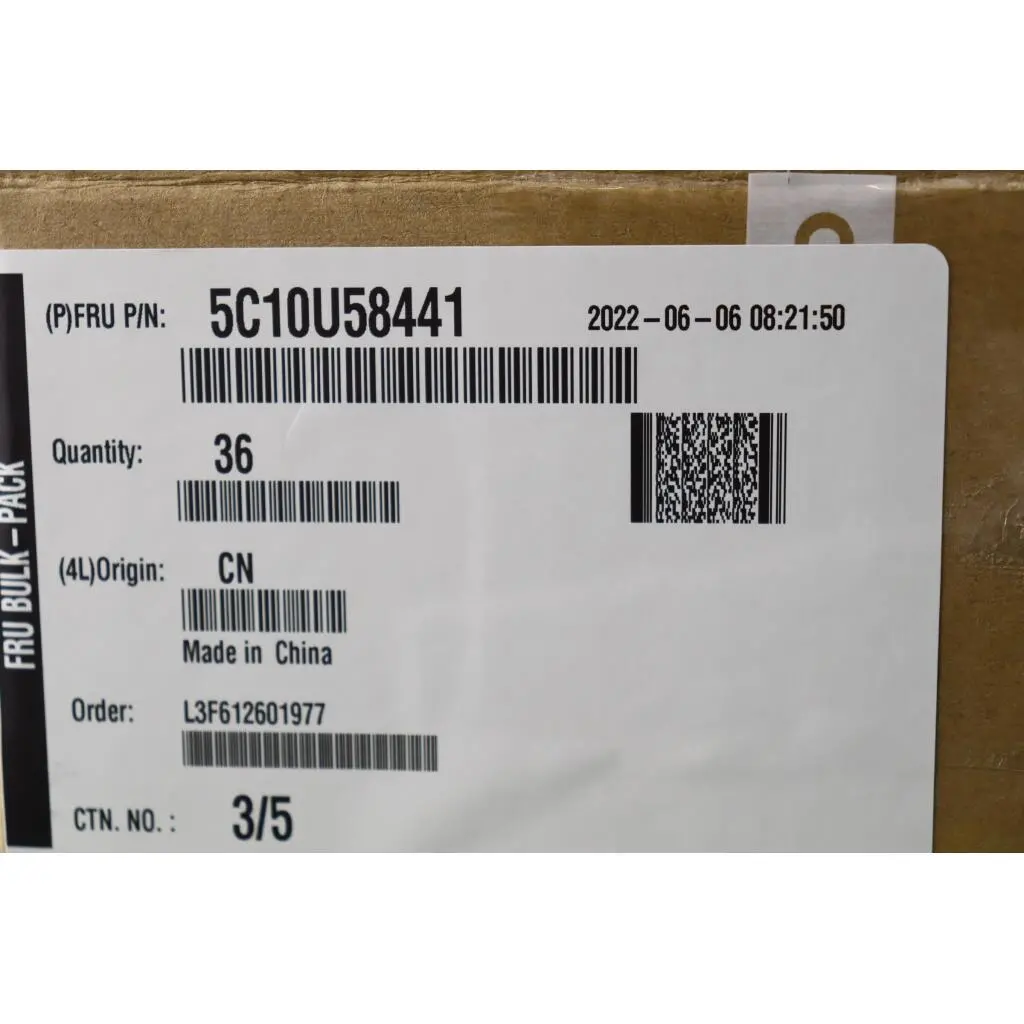 (P)FRU P/N: 5C10U58441 2022-06-06 08:21:50
Quantity: 36
(4L)Origin: CN
Made in China
Order: L3F612601977
CTN. NO. : 3/5
FRU BULK-PACK